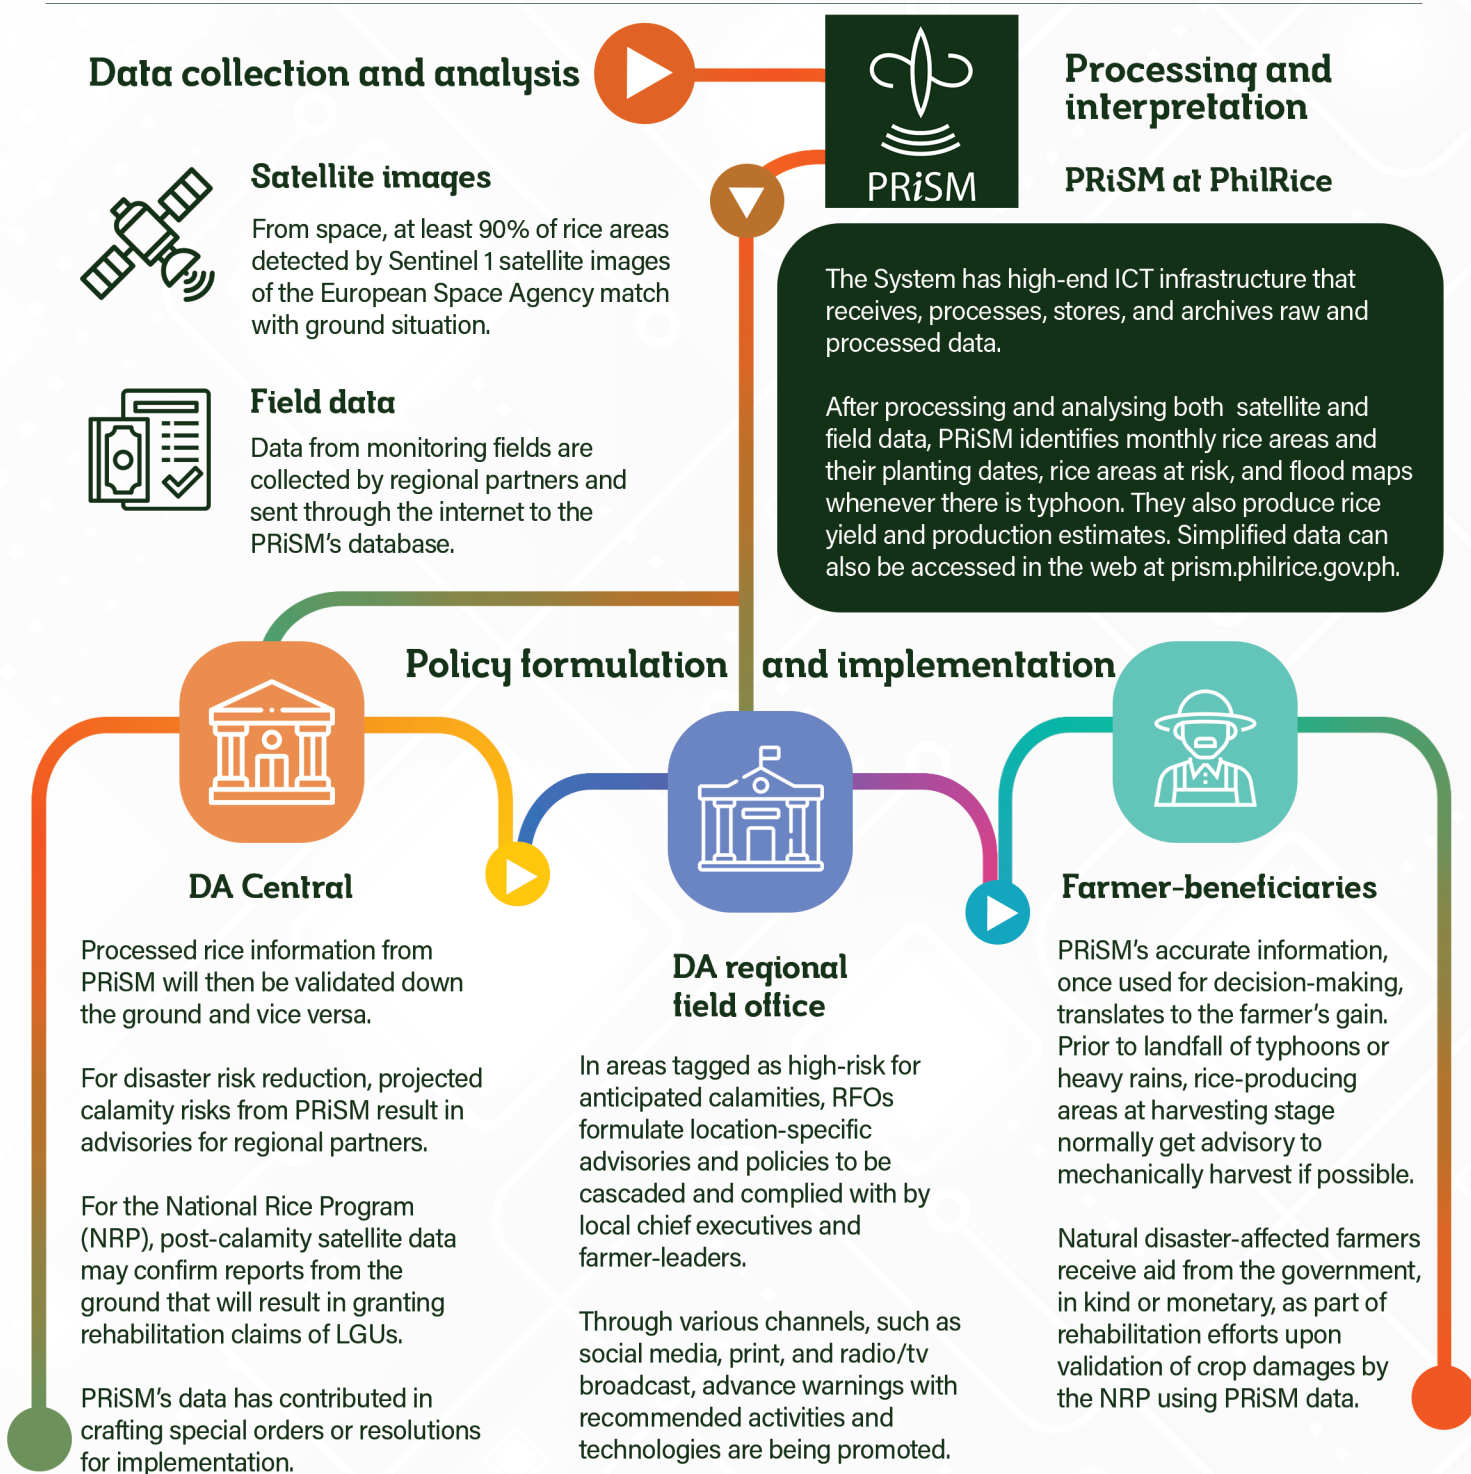 Data collection and analysis
Satellite images
From space, at least 90% of rice areas
detected by Sentinel 1 satellite images
of the European Space Agency match
with ground situation.
Field data
Data from monitoring fields are
collected by regional partners and
sent through the internet to the
PRiSM's database.
PRiSM
Processing and
interpretation
PRiSM at PhilRice
The System has high-end ICT infrastructure that
receives, processes, stores, and archives raw and
processed data.
After processing and analysing both satellite and
field data, PRiSM identifies monthly rice areas and
their planting dates, rice areas at risk, and flood maps
whenever there is typhoon. They also produce rice
yield and production estimates. Simplified data can
also be accessed in the web at prism.philrice.gov.ph.
Policy formulation and implementation
DA Central
Processed rice information from
PRiSM will then be validated down
the ground and vice versa.
For disaster risk reduction, projected
calamity risks from PRiSM result in
advisories for regional partners.
For the National Rice Program
(NRP), post-calamity satellite data
may confirm reports from the
ground that will result in granting
rehabilitation claims of LGUs.
PRiSM's data has contributed in
crafting special orders or resolutions
for implementation.
DA regional
field office
In areas tagged as high-risk for
anticipated calamities, RFOs
formulate location-specific
advisories and policies to be
cascaded and complied with by
local chief executives and
farmer-leaders.
Through various channels, such as
social media, print, and radio/tv
broadcast, advance warnings with
recommended activities and
technologies are being promoted.
Farmer-beneficiaries
PRiSM's accurate information,
once used for decision-making,
translates to the farmer's gain.
Prior to landfall of typhoons or
heavy rains, rice-producing
areas at harvesting stage
normally get advisory to
mechanically harvest if possible.
Natural disaster-affected farmers
receive aid from the government,
in kind or monetary, as part of
rehabilitation efforts upon
validation of crop damages by
the NRP using PRiSM data.